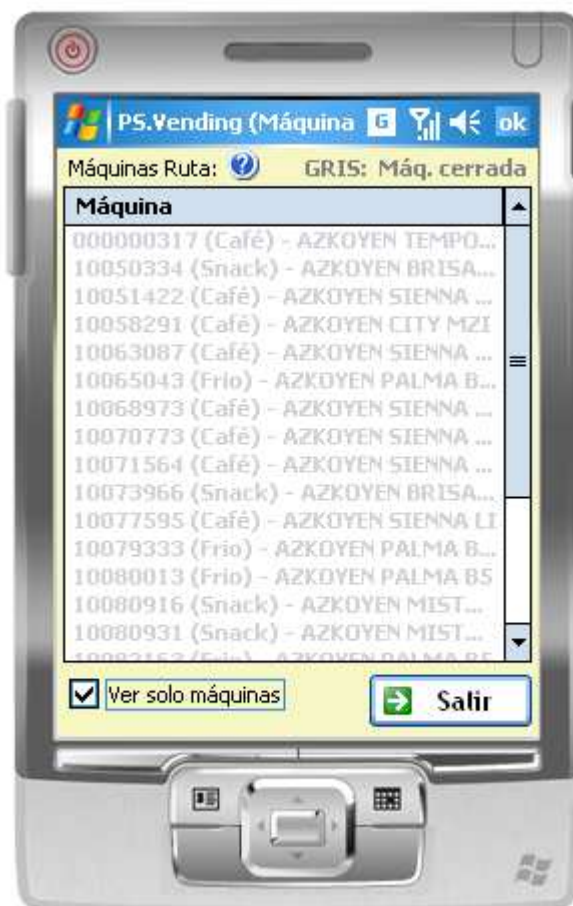 PS.Vending (Máquina G ok
Máquinas Ruta: ? GRIS: Máq. cerrada
Máquina
000000317 (Café) - AZKOYEN TEMPO...
10050334 (Snack) - AZKOYEN BRISA...
10051422 (Café) - AZKOYEN SIENNA ...
10058291 (Café) - AZKOYEN CITY MZI
10063087 (Café) - AZKOYEN SIENNA ...
10065043 (Frio) - AZKOYEN PALMA B...
10068973 (Café) - AZKOYEN SIENNA ...
10070773 (Café) - AZKOYEN SIENNA ...
10071564 (Café) - AZKOYEN SIENNA ...
10073966 (Snack) - AZKOYEN BRISA...
10077595 (Café) - AZKOYEN SIENNA LI
10079333 (Frio) - AZKOYEN PALMA B...
10080013 (Frio) - AZKOYEN PALMA B5
10080916 (Snack) - AZKOYEN MIST...
10080931 (Snack) - AZKOYEN MIST...
(Frio) - AZKOYEN PALMA B5
Ver solo máquinas Salir